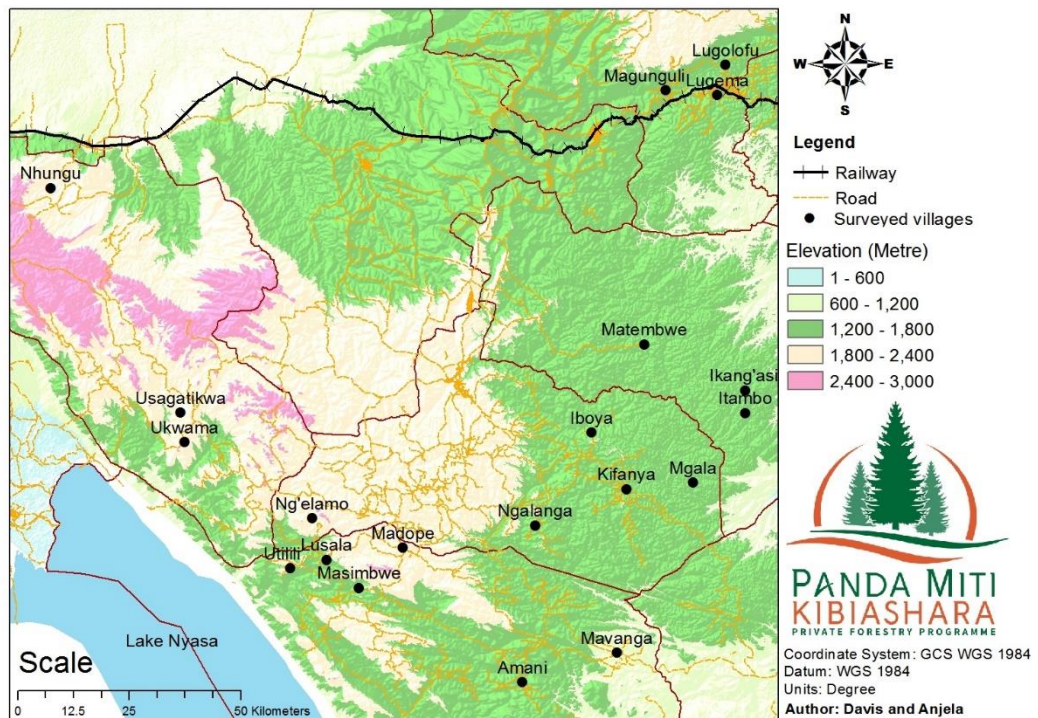 Lugolofu
Magunguli
Lugema
Nhungu
Matembwe
Ikang'asi
Itambo
Usagatikwa
Ukwama
Iboya
Kifanya
Mgala
Ng'elamo
Ngalanga
Madope
Lusala
Utilili
Masimbwe
Mavanga
Amani
Lake Nyasa
Scale
0 12.5 25 50 Kilometers
N
W E
S
Legend
Railway
Road
Surveyed villages
Elevation (Metre)
1 - 600
600 - 1,200
1,200 - 1,800
1,800 - 2,400
2,400 - 3,000
PANDA MITI
KIBIASHARA
PRIVATE FORESTRY PROGRAMME
Coordinate System: GCS WGS 1984
Datum: WGS 1984
Units: Degree
Author: Davis and Anjela